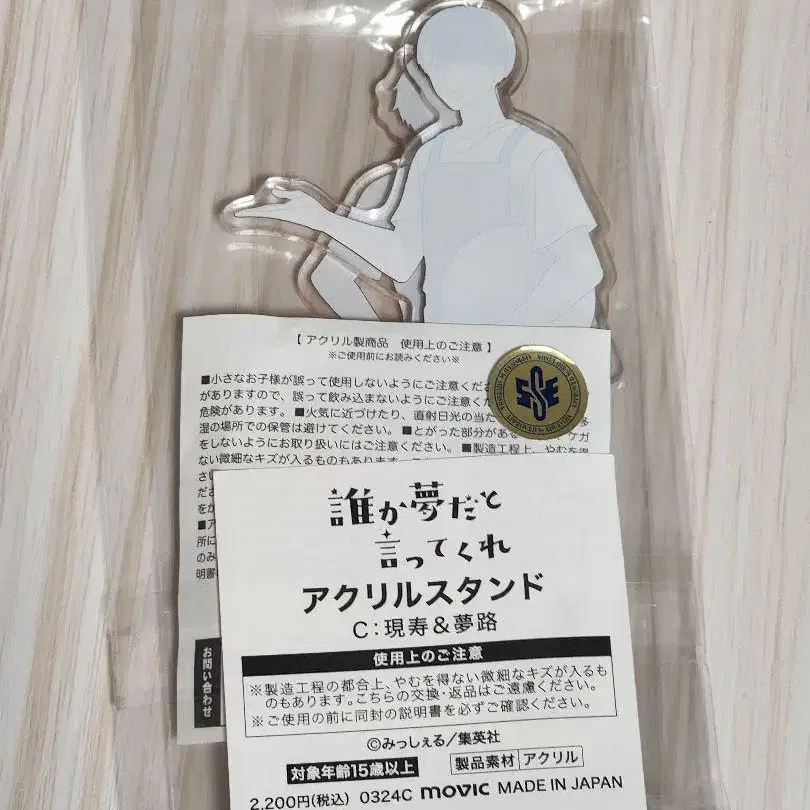 【アクリル製商品 使用上のご注意】
※ご使用前にお読みください※
■小さなお子様が誤って使用しないようにご注意くださ
がありますので、誤って飲み込まないようにご注意くだ
危険があります。■火気に近づけたり、直射日光の当た
湿の場所での保管は避けてください。■とがった部分がある
ケガ
をしないようにお取り扱いにはご注意ください。■製造工程上、やむを得
ない微細なキズが入るものもあります
お問い合わせ
誰か夢だと
言ってくれ
アクリルスタンド
C:現寿&夢路
使用上のご注意
※製造工程の都合上、やむを得ない微細なキズが入るも
のもあります。こちらの交換・返品はご遠慮ください。
※ご使用の前に同封の説明書を必ずご確認ください。
©みっしぇる/集英社
対象年齢15歳以上 製品素材 アクリル
2,200円(税込) 0324C movic MADE IN JAPAN